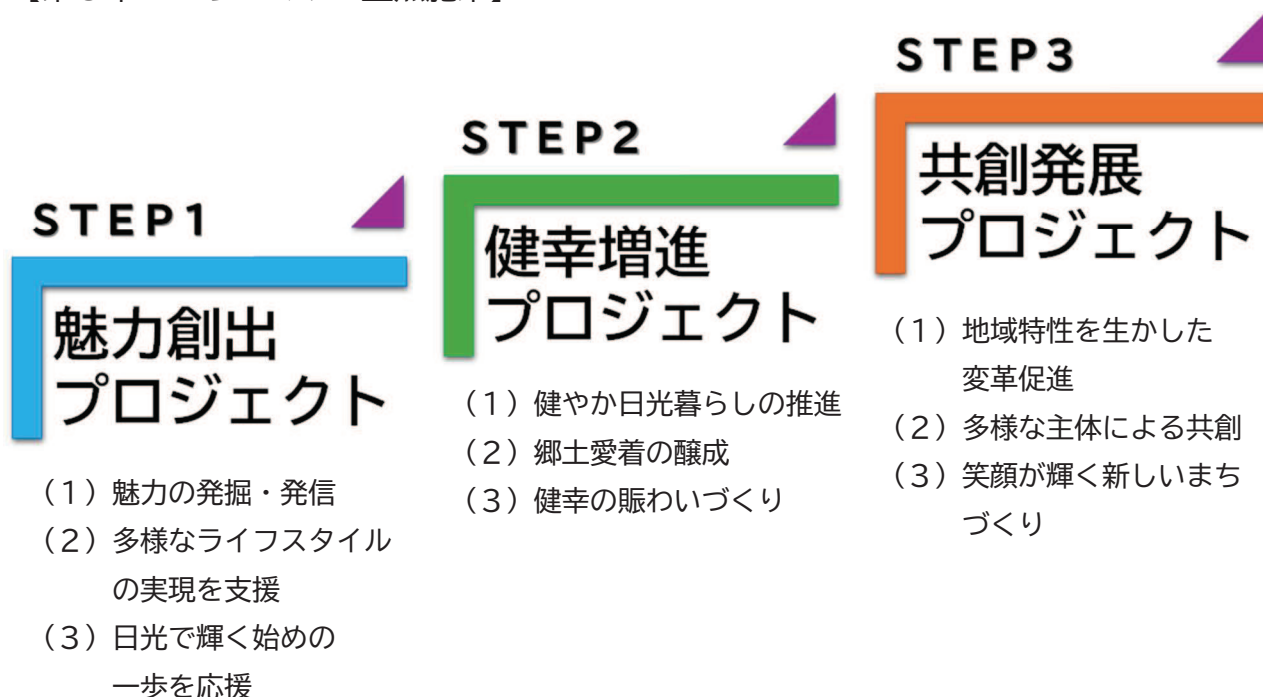 STEP1
魅力創出
プロジェクト
（1）魅力の発掘・発信
（2）多様なライフスタイル
の実現を支援
（3）日光で輝く始めの
一歩を応援
STEP2
健幸増進
プロジェクト
（1）健やか日光暮らしの推進
（2）郷土愛着の醸成
（3）健幸の賑わいづくり
STEP3
共創発展
プロジェクト
（1）地域特性を生かした
変革促進
（2）多様な主体による共創
（3）笑顔が輝く新しいまち
づくり